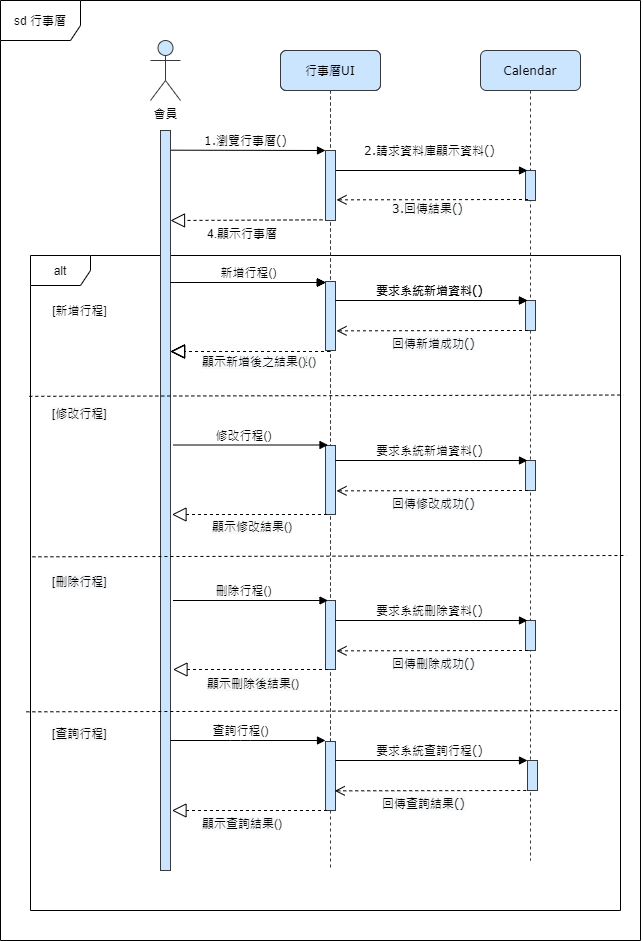 sd 行事曆
行事曆UI
Calendar
會員
1.瀏覽行事曆()
2.請求資料庫顯示資料()
3.回傳結果()
4.顯示行事曆
alt
新增行程()
要求系統新增資料()
[新增行程]
回傳新增成功()
顯示新增後之結果():()
[修改行程]
修改行程()
要求系統新增資料()
回傳修改成功()
顯示修改結果()
[刪除行程]
刪除行程()
要求系統刪除資料()
回傳刪除成功()
顯示刪除後結果()
[查詢行程]
查詢行程()
要求系統查詢行程()
回傳查詢結果()
顯示查詢結果()